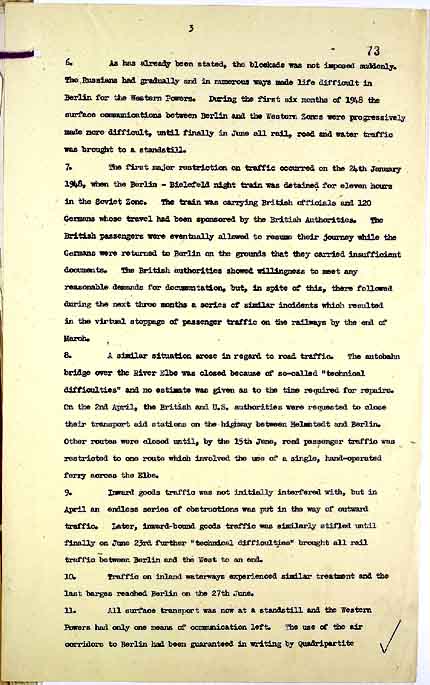 3
73
6. As has already been stated, the blockade was not imposed suddenly.
The Russians had gradually and in numerous ways made life difficult in
Berlin for the Western Powers. During the first six months of 1948 the
surface communications between Berlin and the Western Zones were progressively
made more difficult, until finally in June all rail, road and water traffic
was brought to a standstill.
7. The first major restriction on traffic occurred on the 24th January
1948, when the Berlin - Bielefeld night train was detained for eleven hours
in the Soviet Zone. The train was carrying British officials and 120
Germans whose travel had been sponsored by the British Authorities. The
British passengers were eventually allowed to resume their journey while the
Germans were returned to Berlin on the grounds that they carried insufficient
documents. The British authorities showed willingness to meet any
reasonable demands for documentation, but, in spite of this, there followed
during the next three months a series of similar incidents which resulted
in the virtual stoppage of passenger traffic on the railways by the end of
March.
8. A similar situation arose in regard to road traffic. The autobahn
bridge over the River Elbe was closed because of so-called "technical
difficulties" and no estimate was given as to the time required for repairs.
On the 2nd April, the British and U.S. authorities were requested to close
their transport aid stations on the highway between Helmstedt and Berlin.
Other routes were closed until, by the 15th June, road passenger traffic was
restricted to one route which involved the use of a single, hand-operated
ferry across the Elbe.
9. Inward goods traffic was not initially interfered with, but in
April an endless series of obstructions was put in the way of outward
traffic. Later, inward-bound goods traffic was similarly stifled until
finally on June 23rd further "technical difficulties" brought all rail
traffic between Berlin and the West to an end.
10. Traffic on inland waterways experienced similar treatment and the
last barges reached Berlin on the 27th June.
11. All surface transport was now at a standstill and the Western
Powers had only one means of communication left. The use of the air
corridors to Berlin had been guaranteed in writing by Quadripartite